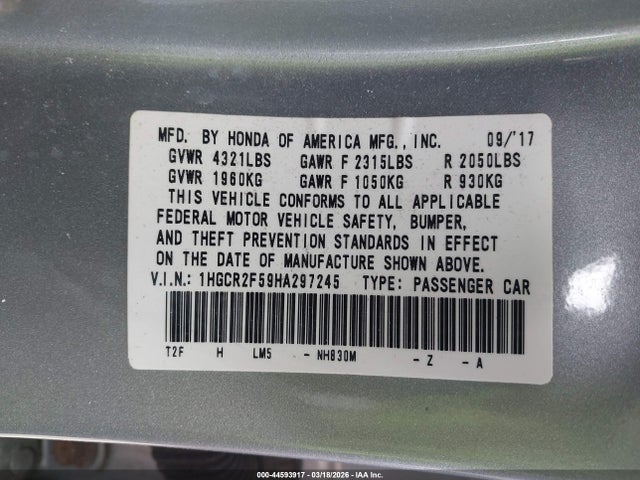 MFD. BY HONDA OF AMERICA MFG., INC. 09/'17
GVWR 4321LBS GAWR F 2315LBS R 2050LBS
GVWR 1960KG GAWR F 1050KG R 930KG
THIS VEHICLE CONFORMS TO ALL APPLICABLE
FEDERAL MOTOR VEHICLE SAFETY, BUMPER,
AND THEFT PREVENTION STANDARDS IN EFFECT
ON THE DATE OF MANUFACTURE SHOWN ABOVE.
V.I.N.: 1HGCR2F59HA297245 TYPE: PASSENGER CAR
T2F H LM5 - NH830M - Z - A
000-44593917 | 03/18/2026 | IAA Inc.